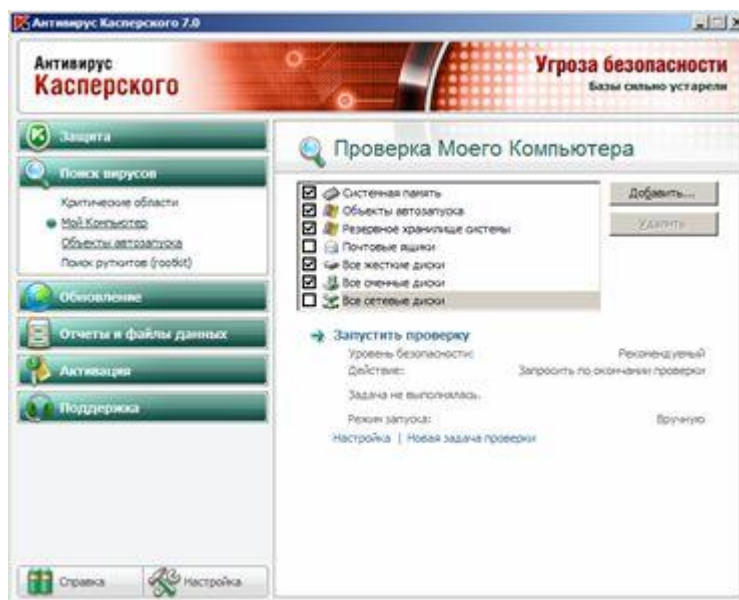 Антивирус Касперского 7.0
Антивирус
Касперского
Угроза безопасности
Базы сильно устарели
Защита
Поиск вирусов
Критические области
Мой Компьютер
Объекты автозапуска
Поиск руткитов (rootkit)
Обновление
Отчеты и файлы данных
Активация
Поддержка
Справка
Настройка
Проверка Моего Компьютера
Системная память
Объекты автозапуска
Резервное хранилище системы
Почтовые ящики
Все жесткие диски
Все сменные диски
Все сетевые диски
Добавить...
Удалить
Запустить проверку
Уровень безопасности: Рекомендуемый
Действие: Запросить по окончании проверки
Задача не выполнялась.
Режим запуска: Вручную
Настройка | Новая задача проверки